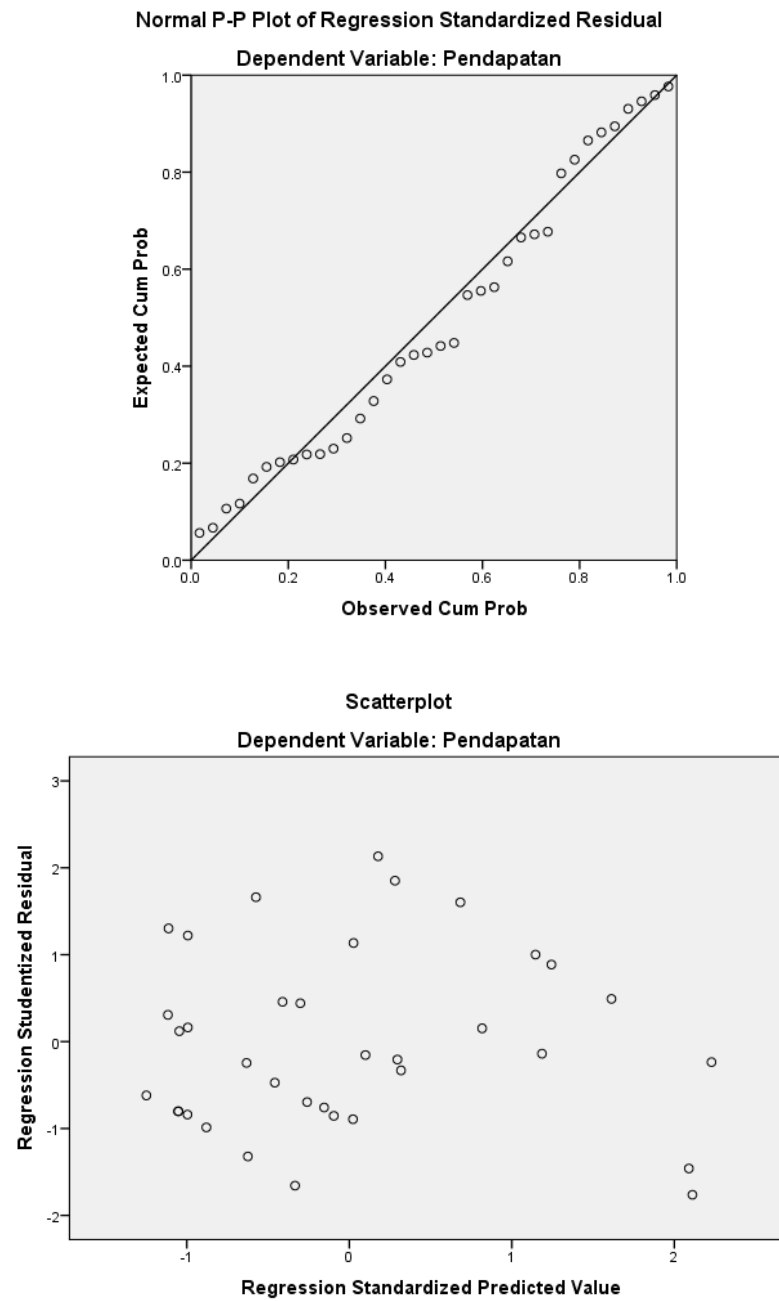 Normal P-P Plot of Regression Standardized Residual
Dependent Variable: Pendapatan
1.0
0.8
0.6
0.4
0.2
0.0
Expected Cum Prob
0.0 0.2 0.4 0.6 0.8 1.0
Observed Cum Prob
Scatterplot
Dependent Variable: Pendapatan
3
2
1
0
-1
-2
Regression Studentized Residual
-1 0 1 2
Regression Standardized Predicted Value